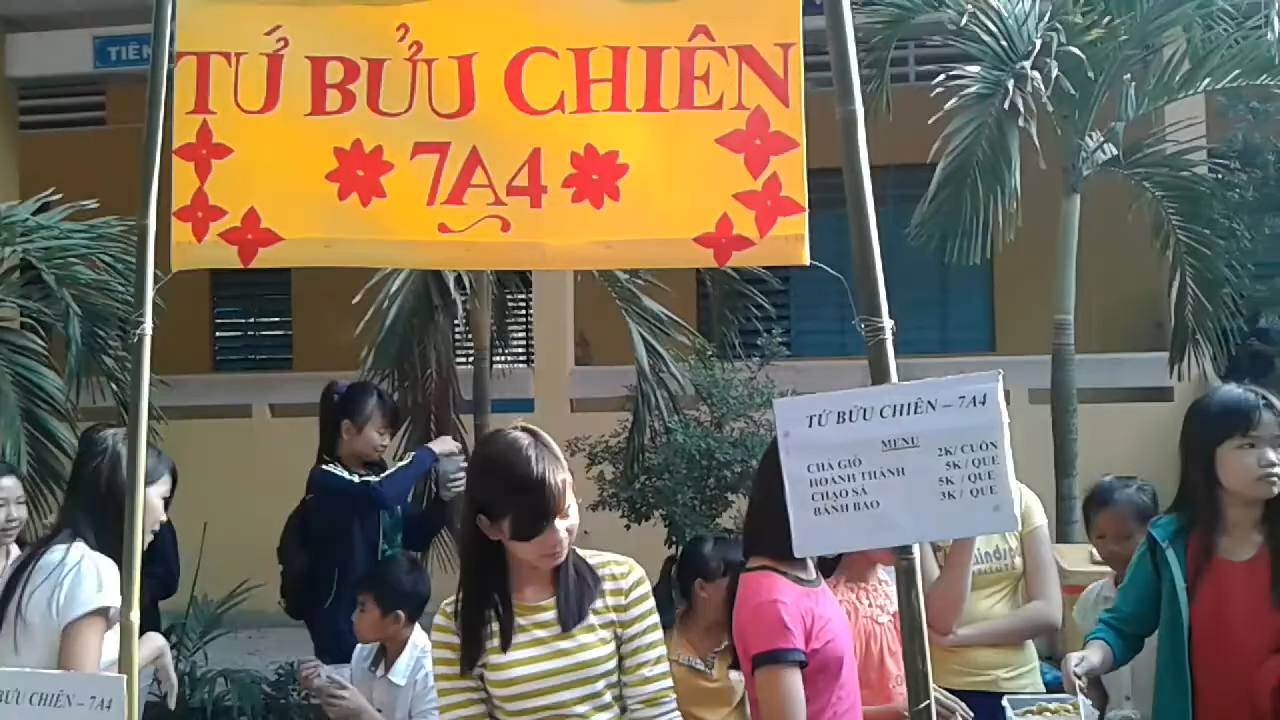 TIÊN
TỨ BỬU CHIÊN
7A4
TỨ BỬU CHIÊN – 7A4
MENU
CHẢ GIÒ 2K/ CUỐN
HOÀNH THÁNH 5K / QUE
CHẠO SẢ 5K / QUE
BÁNH BAO 3K / QUE
BỬU CHIÊN – 7A4